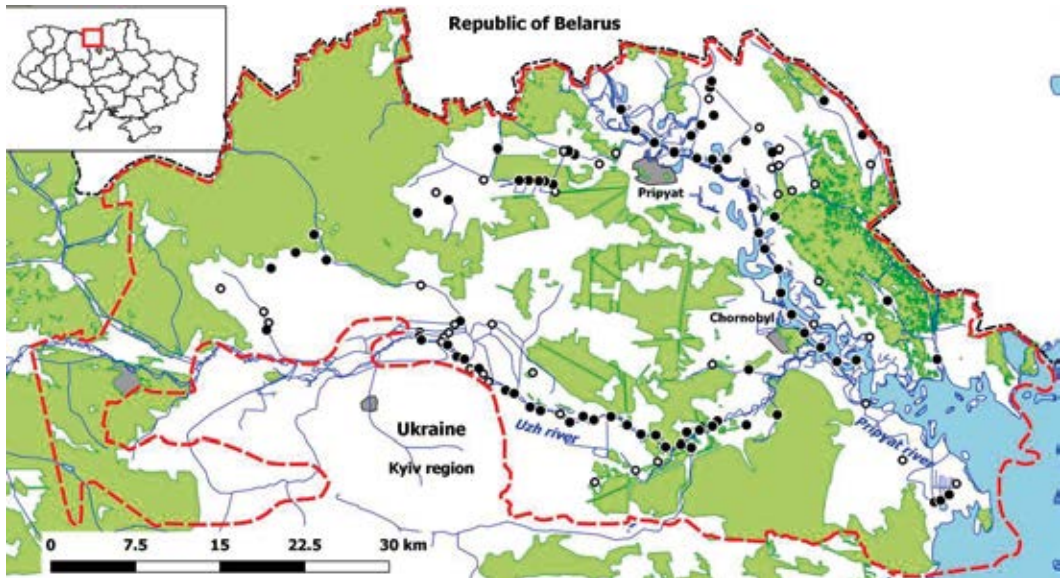 Republic of Belarus
Pripyat
Chornobyl
Uzh river
Ukraine
Pripyat river
Kyiv region
0 7.5 15 22.5 30 km